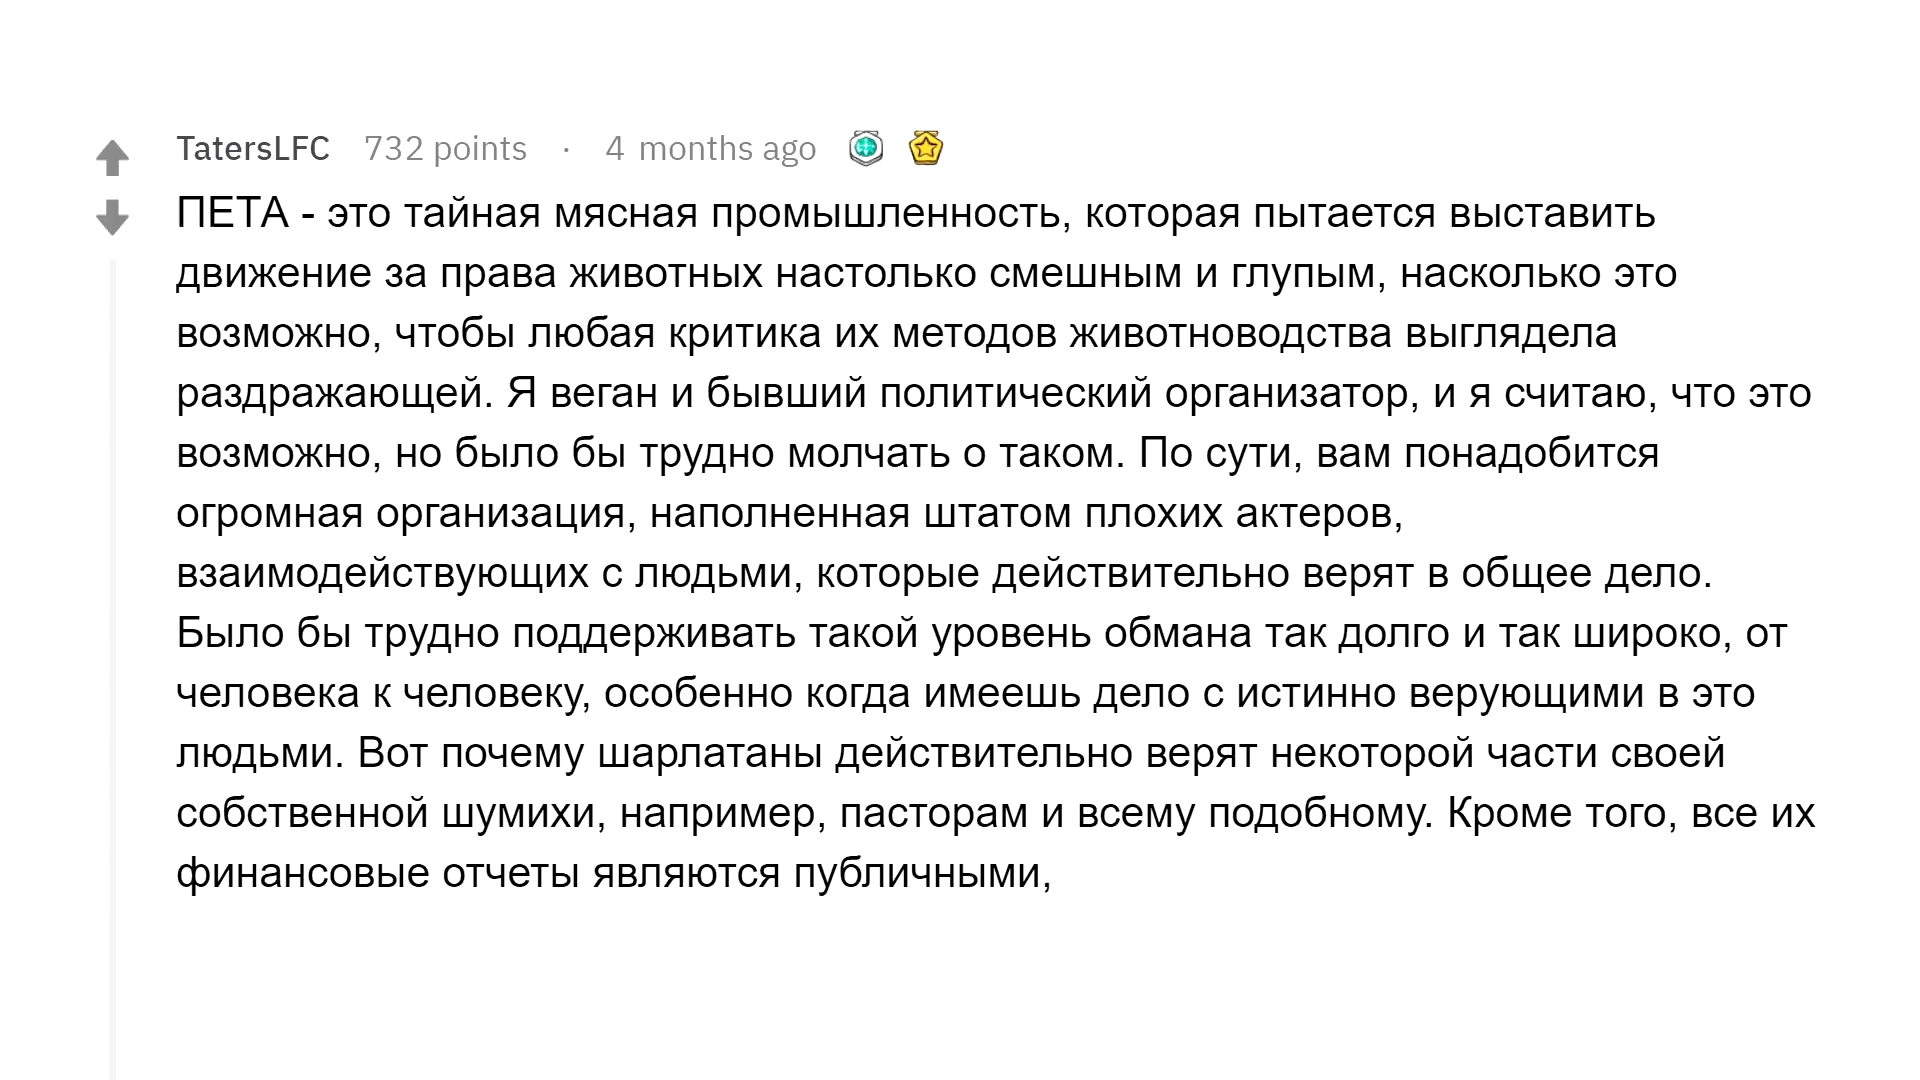 TatersLFC 732 points · 4 months ago
ПЕТА - это тайная мясная промышленность, которая пытается выставить
движение за права животных настолько смешным и глупым, насколько это
возможно, чтобы любая критика их методов животноводства выглядела
раздражающей. Я веган и бывший политический организатор, и я считаю, что это
возможно, но было бы трудно молчать о таком. По сути, вам понадобится
огромная организация, наполненная штатом плохих актеров,
взаимодействующих с людьми, которые действительно верят в общее дело.
Было бы трудно поддерживать такой уровень обмана так долго и так широко, от
человека к человеку, особенно когда имеешь дело с истинно верующими в это
людьми. Вот почему шарлатаны действительно верят некоторой части своей
собственной шумихи, например, пасторам и всему подобному. Кроме того, все их
финансовые отчеты являются публичными,